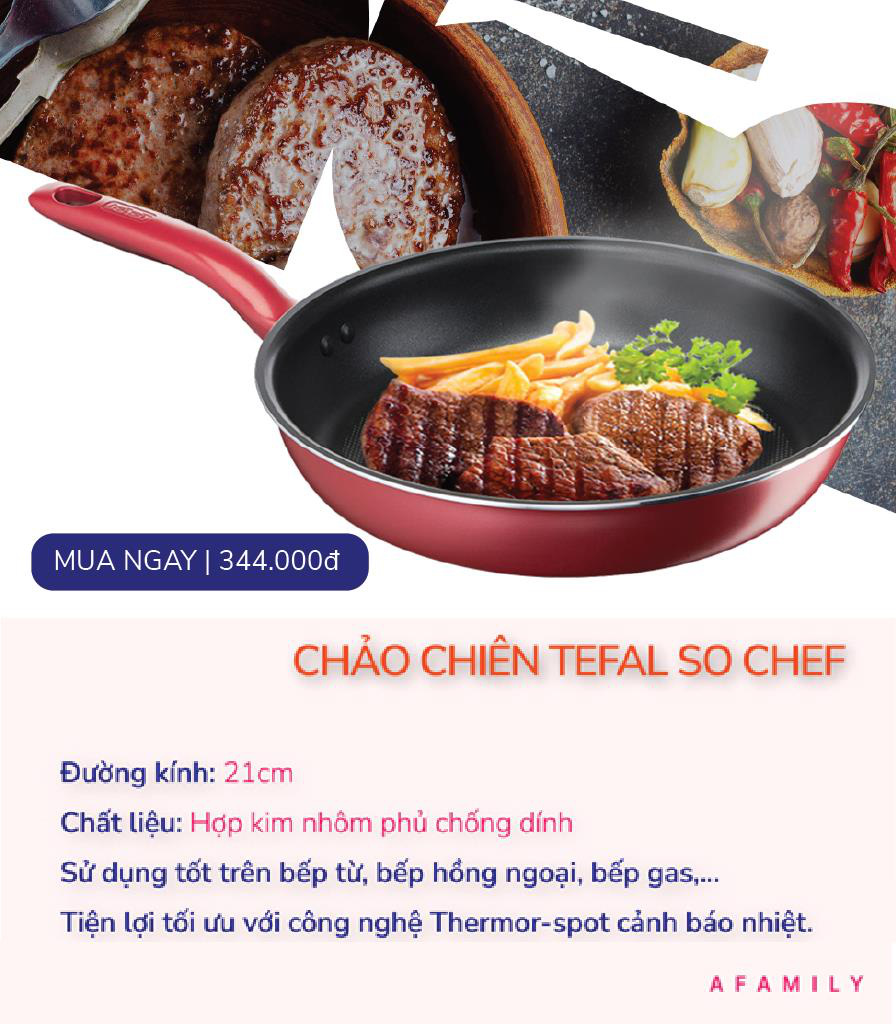 MUA NGAY | 344.000đ
CHẢO CHIÊN TEFAL SO CHEF
Đường kính: 21cm
Chất liệu: Hợp kim nhôm phủ chống dính
Sử dụng tốt trên bếp từ, bếp hồng ngoại, bếp gas,...
Tiện lợi tối ưu với công nghệ Thermor-spot cảnh báo nhiệt.
AFAMILY